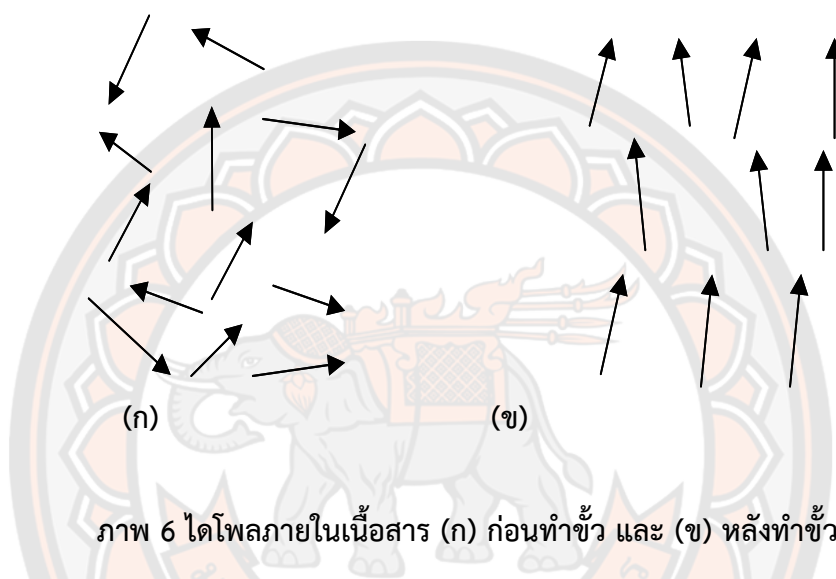 (ก) (ข)
ภาพ 6 ไดโพลภายในเนื้อสาร (ก) ก่อนทำขั้ว และ (ข) หลังทำขั้ว